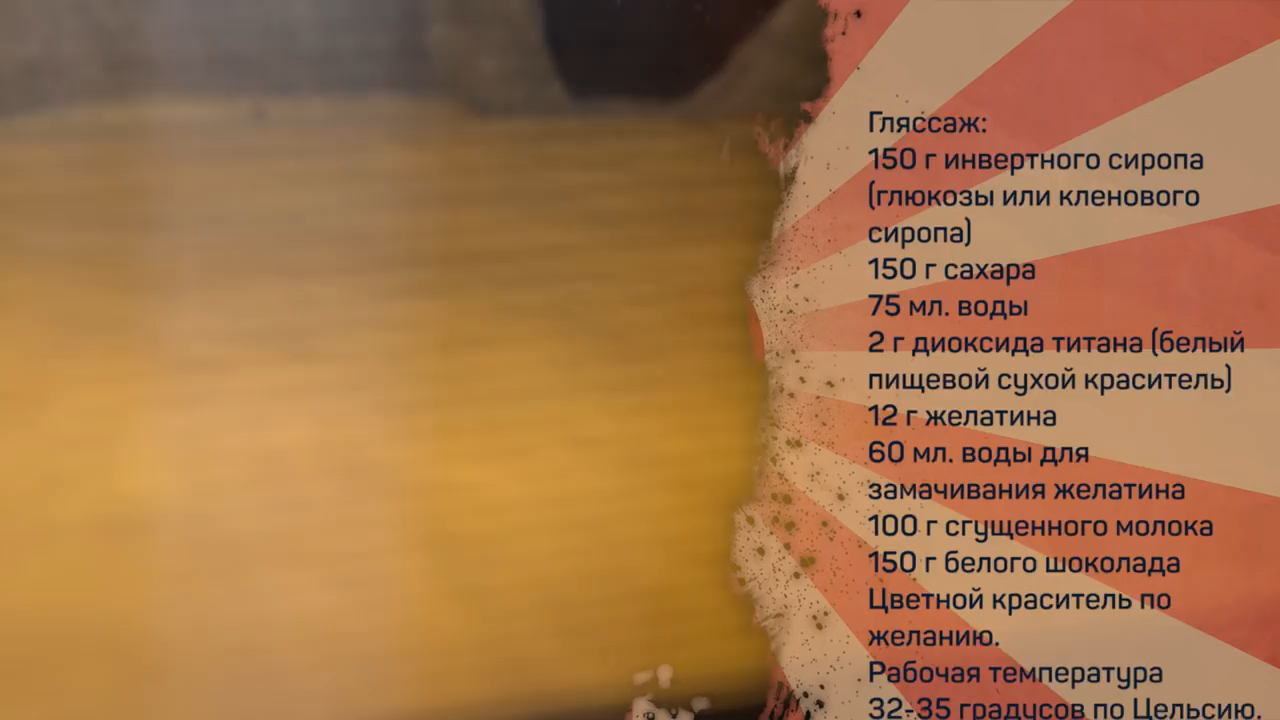 Гляссаж:
150 г инвертного сиропа
(глюкозы или кленового
сиропа)
150 г сахара
75 мл. воды
2 г диоксида титана (белый
пищевой сухой краситель)
12 г желатина
60 мл. воды для
замачивания желатина
100 г сгущенного молока
150 г белого шоколада
Цветной краситель по
желанию.
Рабочая температура
32-35 градусов по Цельсию.